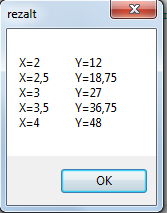 rezalt
X=2 Y=12
X=2,5 Y=18,75
X=3 Y=27
X=3,5 Y=36,75
X=4 Y=48
OK